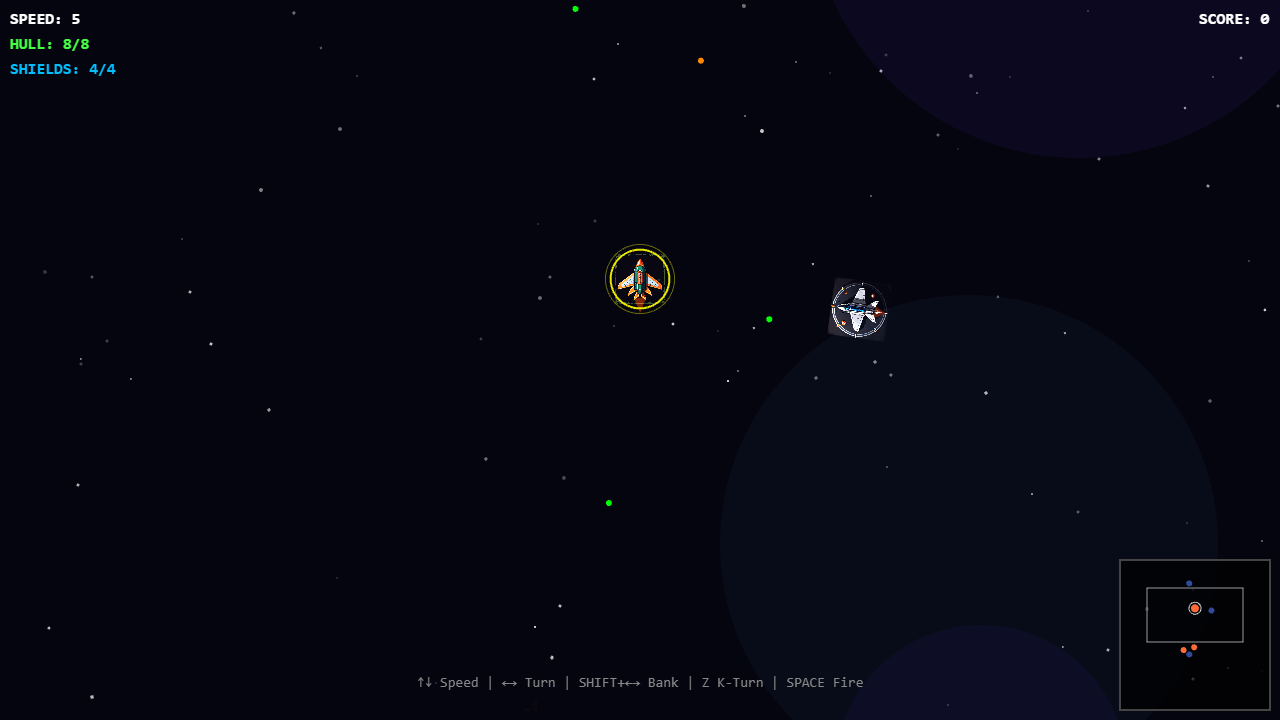 SPEED: 5
SCORE: 0
HULL: 8/8
SHIELDS: 4/4
↑↓ Speed | ↔ Turn | SHIFT+↔ Bank | Z K-Turn | SPACE Fire